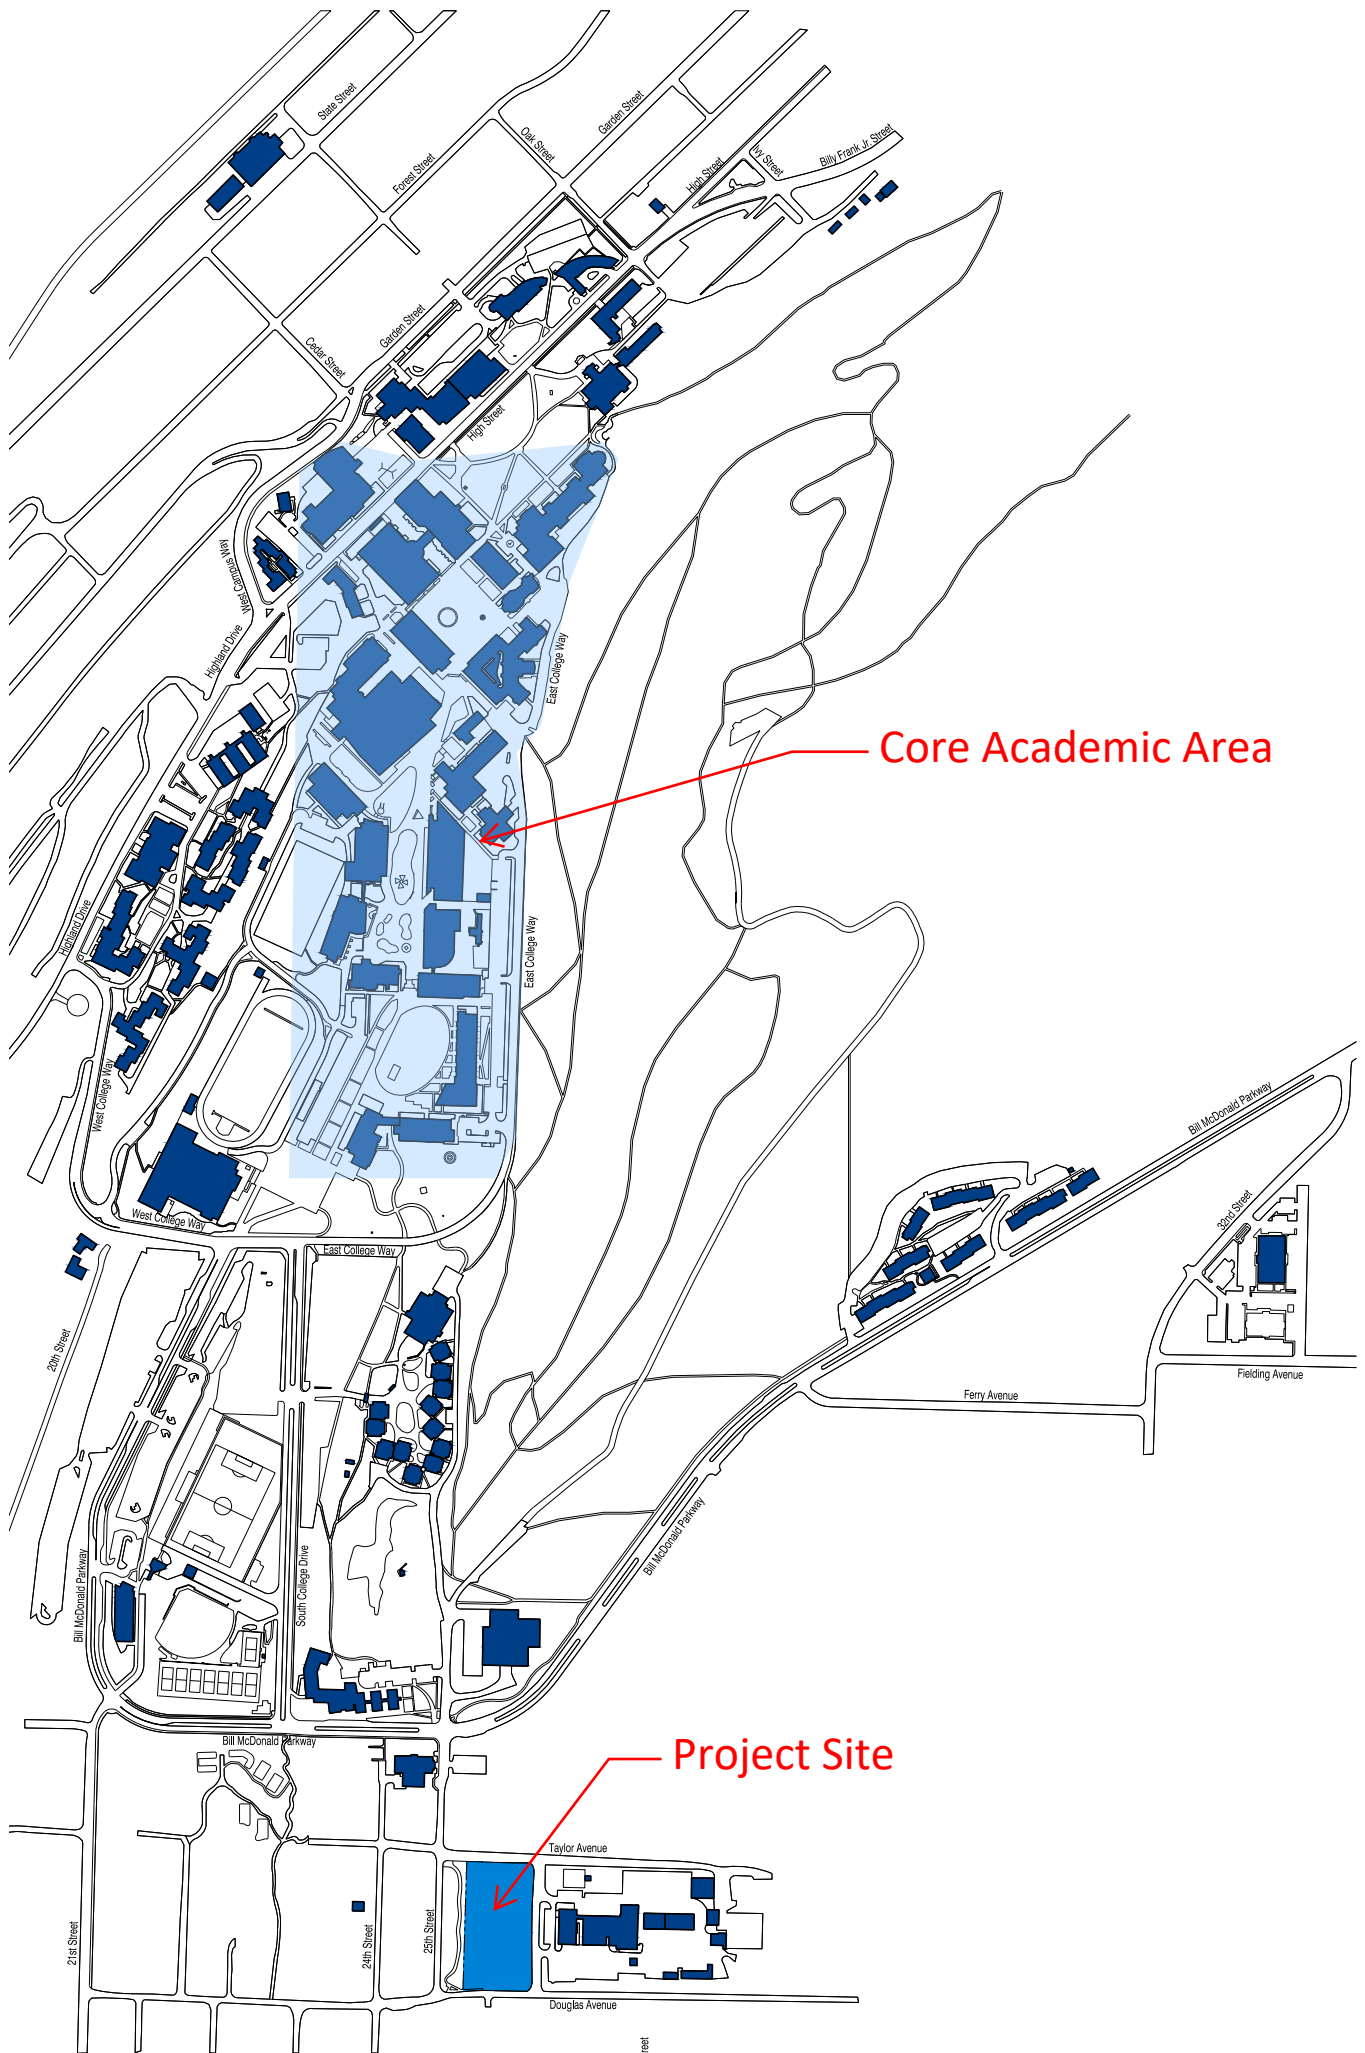 State Street
Garden Street
Oak Street
Billy Frank Jr. Street
Ivy Street
Forest Street
High Street
Garden Street
Cedar Street
High Street
West Campus Way
Highland Drive
East College Way
Core Academic Area
Highland Drive
East College Way
West College Way
Bill McDonald Parkway
32nd Street
West College Way
East College Way
20th Street
Fielding Avenue
Ferry Avenue
Bill McDonald Parkway
South College Drive
Bill McDonald Parkway
Bill McDonald Parkway
Project Site
Taylor Avenue
21st Street
24th Street
25th Street
Douglas Avenue
reet